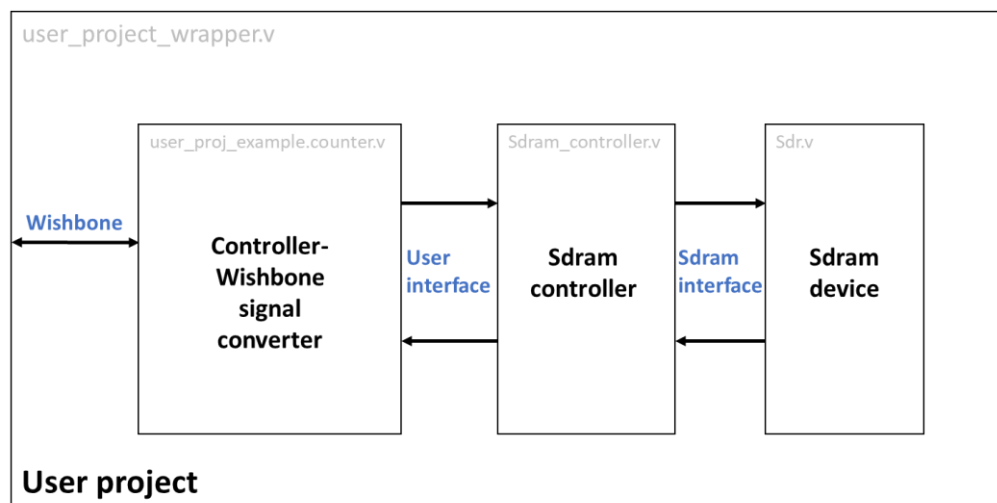 user_project_wrapper.v
user_proj_example.counter.v
Sdram_controller.v
Sdr.v
Wishbone
Controller-
Wishbone
signal
converter
User
interface
Sdram
controller
Sdram
interface
Sdram
device
User project